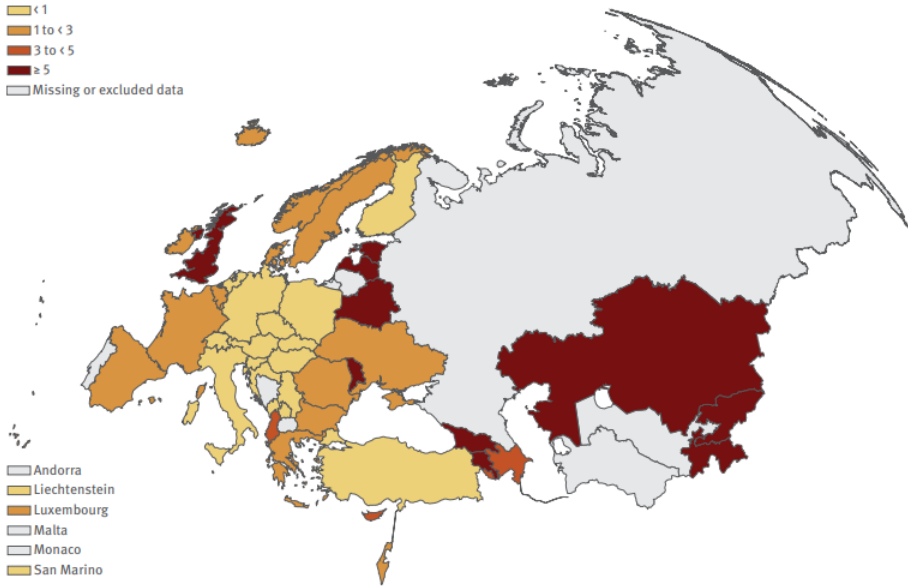 < 1
1 to < 3
3 to < 5
≥ 5
Missing or excluded data
Andorra
Liechtenstein
Luxembourg
Malta
Monaco
San Marino